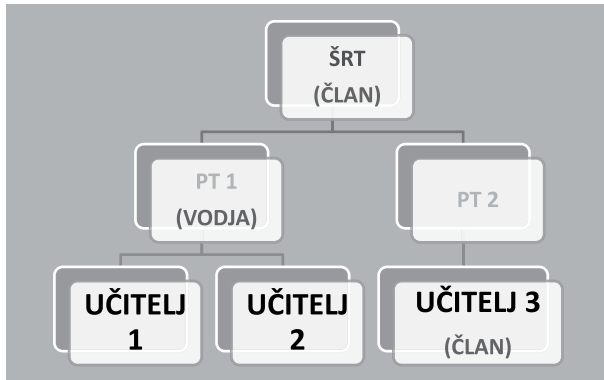 ŠRT
(ČLAN)
PT 1
(VODJA)
PT 2
UČITELJ
1
UČITELJ
2
UČITELJ 3
(ČLAN)